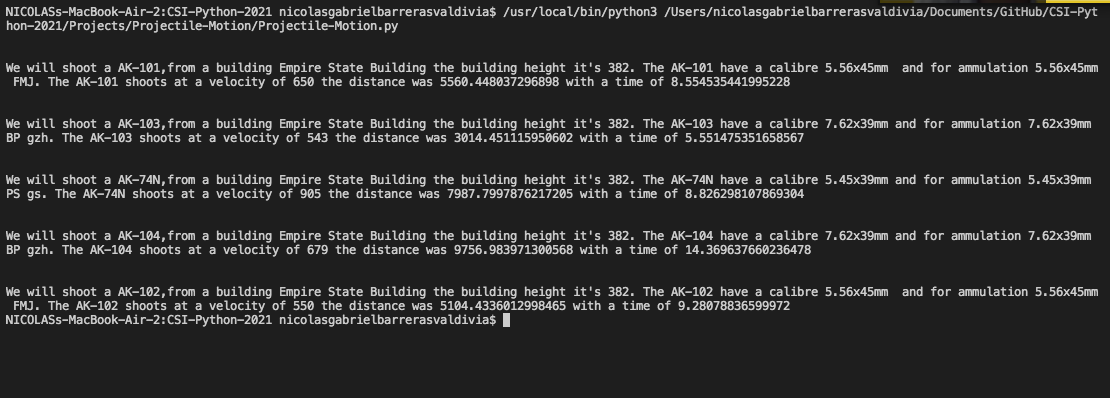 NICOLASs-MacBook-Air-2:CSI-Python-2021 nicolasgabrielbarrerasvaldivia$ /usr/local/bin/python3 /Users/nicolasgabrielbarrerasvaldivia/Documents/GitHub/CSI-Pyt
hon-2021/Projects/Projectile-Motion/Projectile-Motion.py
We will shoot a AK-101,from a building Empire State Building the building height it's 382. The AK-101 have a calibre 5.56x45mm  and for ammulation 5.56x45mm
 FMJ. The AK-101 shoots at a velocity of 650 the distance was 5560.448037296898 with a time of 8.554535441995228
We will shoot a AK-103,from a building Empire State Building the building height it's 382. The AK-103 have a calibre 7.62x39mm and for ammulation 7.62x39mm
BP gzh. The AK-103 shoots at a velocity of 543 the distance was 3014.451115950602 with a time of 5.551475351658567
We will shoot a AK-74N,from a building Empire State Building the building height it's 382. The AK-74N have a calibre 5.45x39mm and for ammulation 5.45x39mm
PS gs. The AK-74N shoots at a velocity of 905 the distance was 7987.7997876217205 with a time of 8.826298107869304
We will shoot a AK-104,from a building Empire State Building the building height it's 382. The AK-104 have a calibre 7.62x39mm and for ammulation 7.62x39mm
BP gzh. The AK-104 shoots at a velocity of 679 the distance was 9756.983971300568 with a time of 14.369637660236478
We will shoot a AK-102,from a building Empire State Building the building height it's 382. The AK-102 have a calibre 5.56x45mm  and for ammulation 5.56x45mm
 FMJ. The AK-102 shoots at a velocity of 550 the distance was 5104.4336012998465 with a time of 9.28078836599972
NICOLASs-MacBook-Air-2:CSI-Python-2021 nicolasgabrielbarrerasvaldivia$